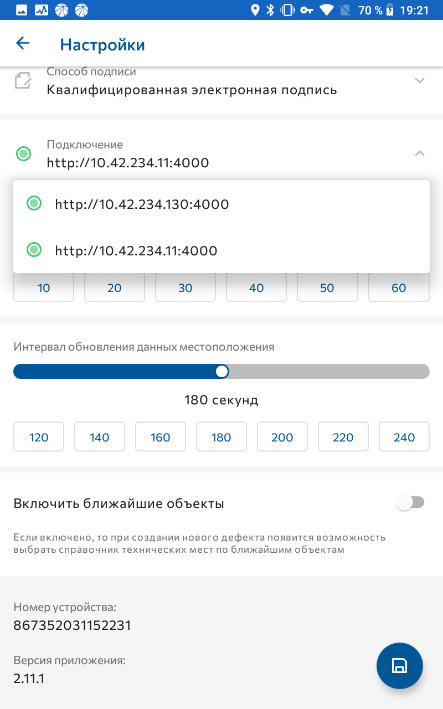 70 % 19:21
Настройки
Способ подписи
Квалифицированная электронная подпись
Подключение
http://10.42.234.11:4000
http://10.42.234.130:4000
http://10.42.234.11:4000
10 20 30 40 50 60
Интервал обновления данных местоположения
180 секунд
120 140 160 180 200 220 240
Включить ближайшие объекты
Если включено, то при создании нового дефекта появится возможность
выбрать справочник технических мест по ближайшим объектам
Номер устройства:
867352031152231
Версия приложения:
2.11.1